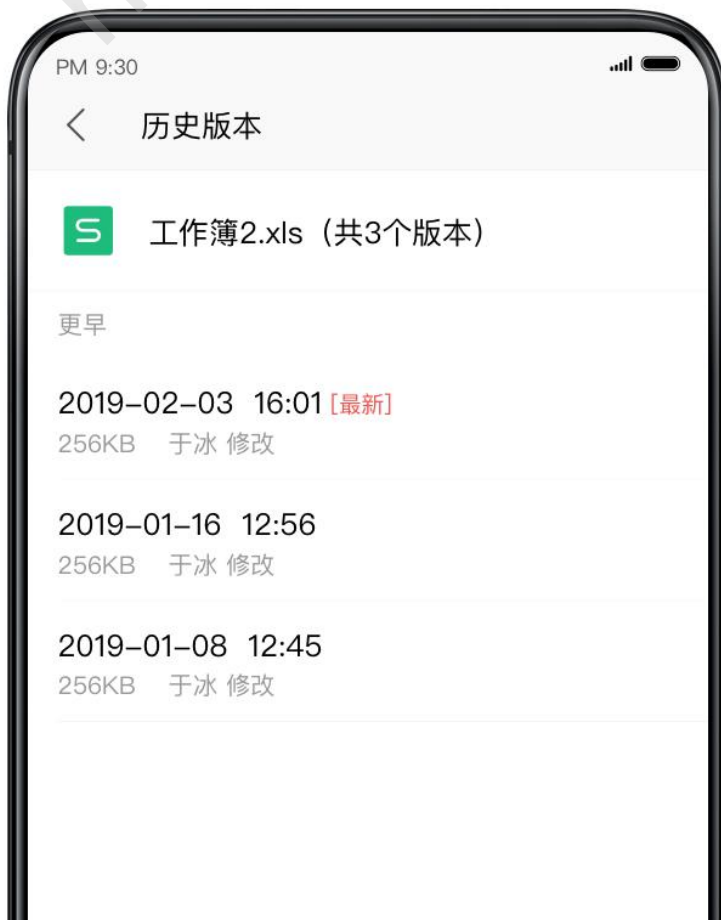 PM 9:30
历史版本
工作簿2.xls（共3个版本）
更早
2019-02-03 16:01 [最新]
256KB 于冰 修改
2019-01-16 12:56
256KB 于冰 修改
2019-01-08 12:45
256KB 于冰 修改